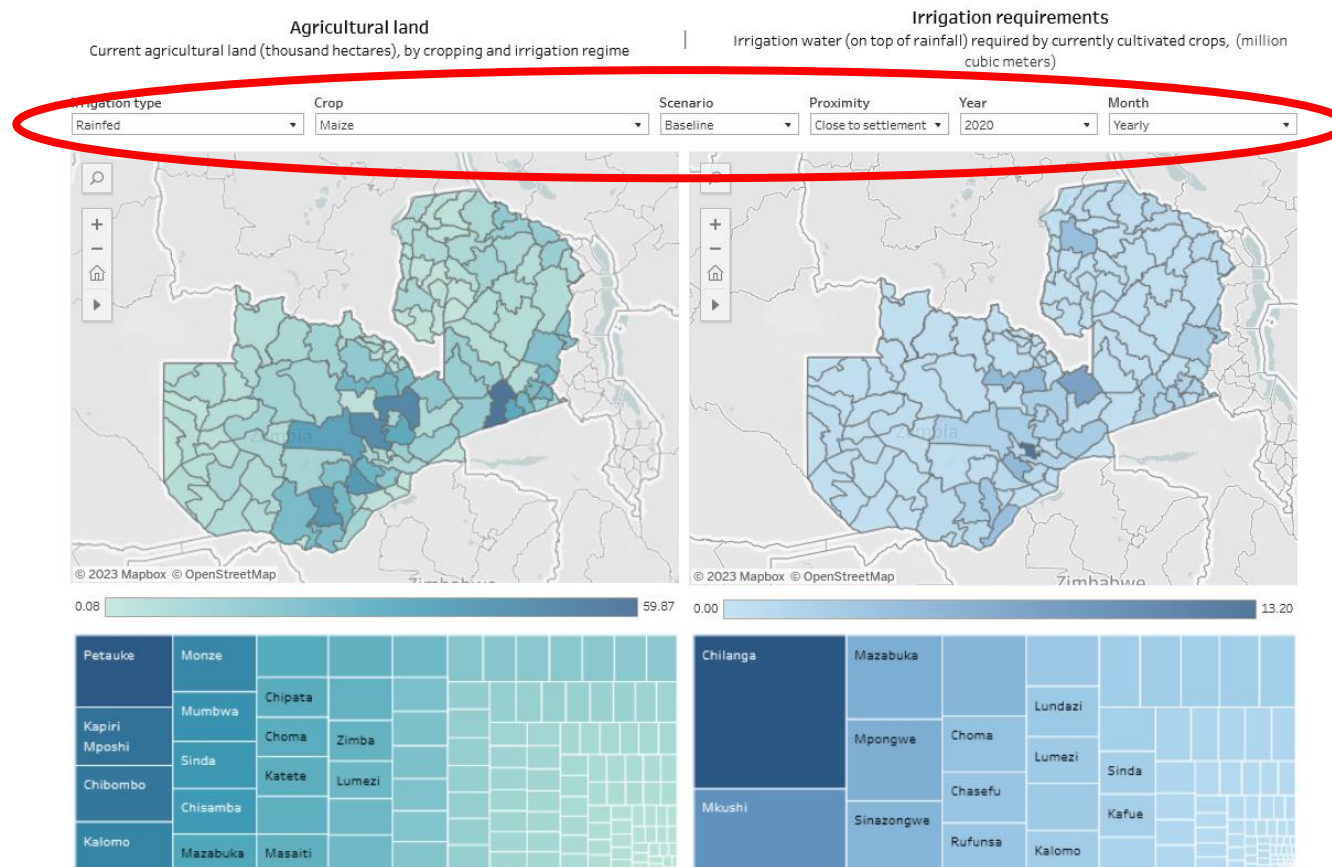 Agricultural land
Current agricultural land (thousand hectares), by cropping and irrigation regime
|
Irrigation requirements
Irrigation water (on top of rainfall) required by currently cultivated crops, (million
cubic meters)
Irrigation type
Crop
Scenario
Proximity
Year
Month
Rainfed
Maize
Baseline
Close to settlement
2020
Yearly
Zambia
© 2023 Mapbox © OpenStreetMap
Zimbabwe
Zambia
© 2023 Mapbox © OpenStreetMap
Zimbabwe
0.08
59.87
0.00
13.20
Petauke
Kapiri
Mposhi
Chibombo
Kalomo
Monze
Mumbwa
Sinda
Chisamba
Mazabuka
Chipata
Choma
Katete
Masaiti
Zimba
Lumezi
Chilanga
Mkushi
Mazabuka
Mpongwe
Sinazongwe
Choma
Chasefu
Rufunsa
Lundazi
Lumezi
Kalomo
Sinda
Kafue